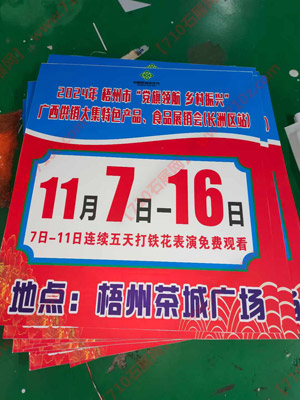 2024年 梧州市“党旗领航 乡村振兴”
广西供销大集特色产品、食品展销会(长洲区站)
11月7日—16日
7日—11日连续五天打铁花表演免费观看
地点：梧州茶城广场